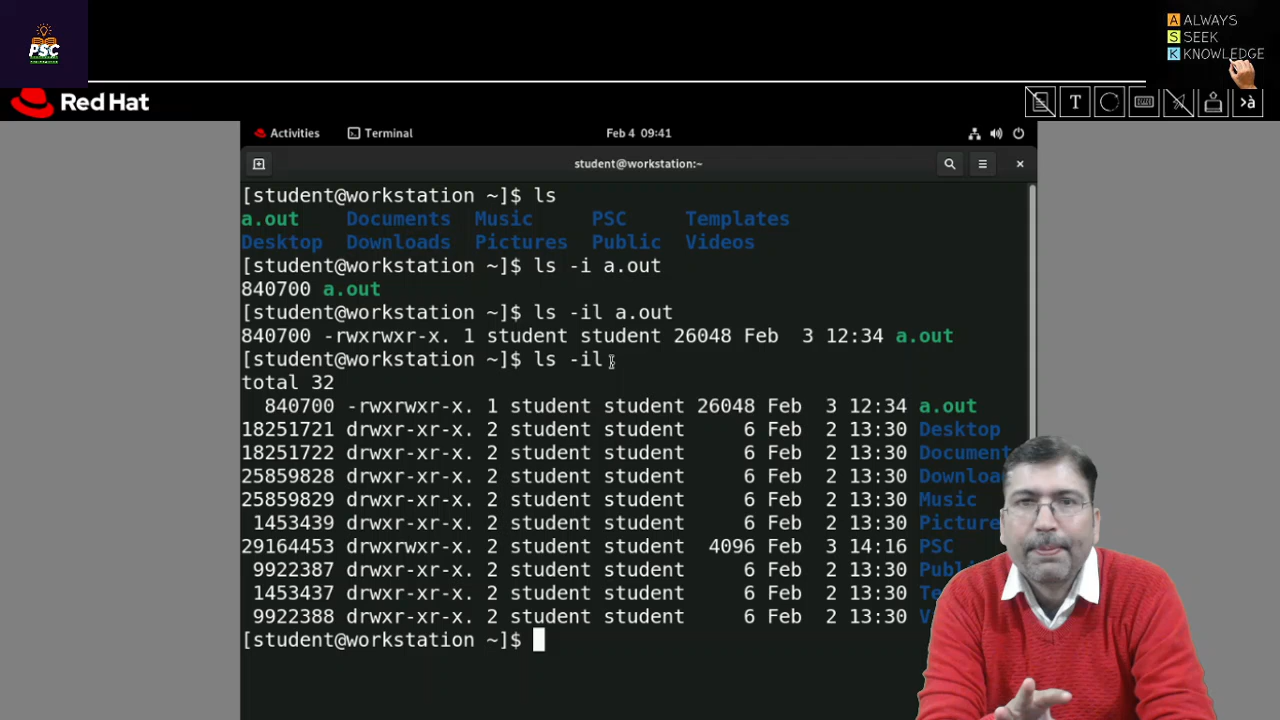 PSC
A ALWAYS
S SEEK
K KNOWLEDGE
Red Hat
T
à
Activities Terminal Feb 4 09:41
student@workstation:~
[student@workstation ~]$ ls
a.out Documents Music PSC Templates
Desktop Downloads Pictures Public Videos
[student@workstation ~]$ ls -i a.out
840700 a.out
[student@workstation ~]$ ls -il a.out
840700 -rwxrwxr-x. 1 student student 26048 Feb 3 12:34 a.out
[student@workstation ~]$ ls -il
total 32
840700 -rwxrwxr-x. 1 student student 26048 Feb 3 12:34 a.out
18251721 drwxr-xr-x. 2 student student 6 Feb 2 13:30 Desktop
18251722 drwxr-xr-x. 2 student student 6 Feb 2 13:30 Document
25859828 drwxr-xr-x. 2 student student 6 Feb 2 13:30 Downloa
25859829 drwxr-xr-x. 2 student student 6 Feb 2 13:30 Music
1453439 drwxr-xr-x. 2 student student 6 Feb 2 13:30 Picture
29164453 drwxrwxr-x. 2 student student 4096 Feb 3 14:16 PSC
9922387 drwxr-xr-x. 2 student student 6 Feb 2 13:30 Publ
1453437 drwxr-xr-x. 2 student student 6 Feb 2 13:30 Te
9922388 drwxr-xr-x. 2 student student 6 Feb 2 13:30 V
[student@workstation ~]$